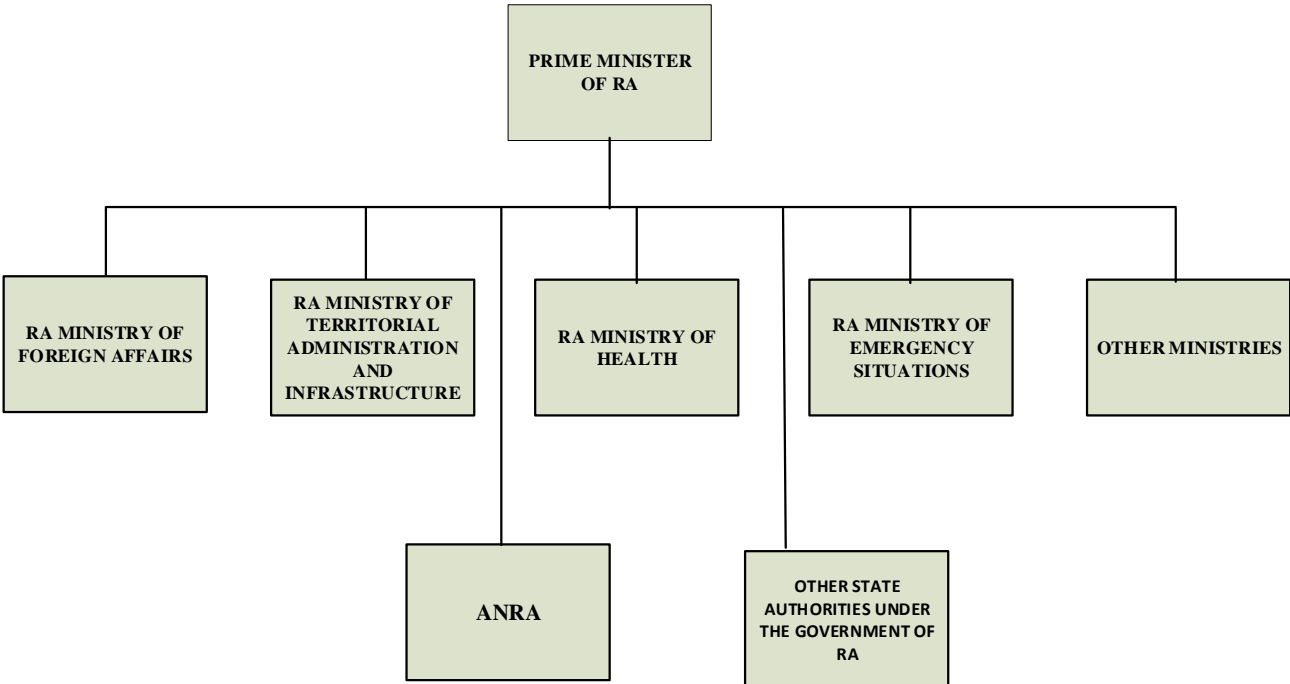 PRIME MINISTER
OF RA
RA MINISTRY OF
FOREIGN AFFAIRS
RA MINISTRY OF
TERRITORIAL
ADMINISTRATION
AND
INFRASTRUCTURE
RA MINISTRY OF
HEALTH
RA MINISTRY OF
EMERGENCY
SITUATIONS
OTHER MINISTRIES
ANRA
OTHER STATE
AUTHORITIES UNDER
THE GOVERNMENT OF
RA